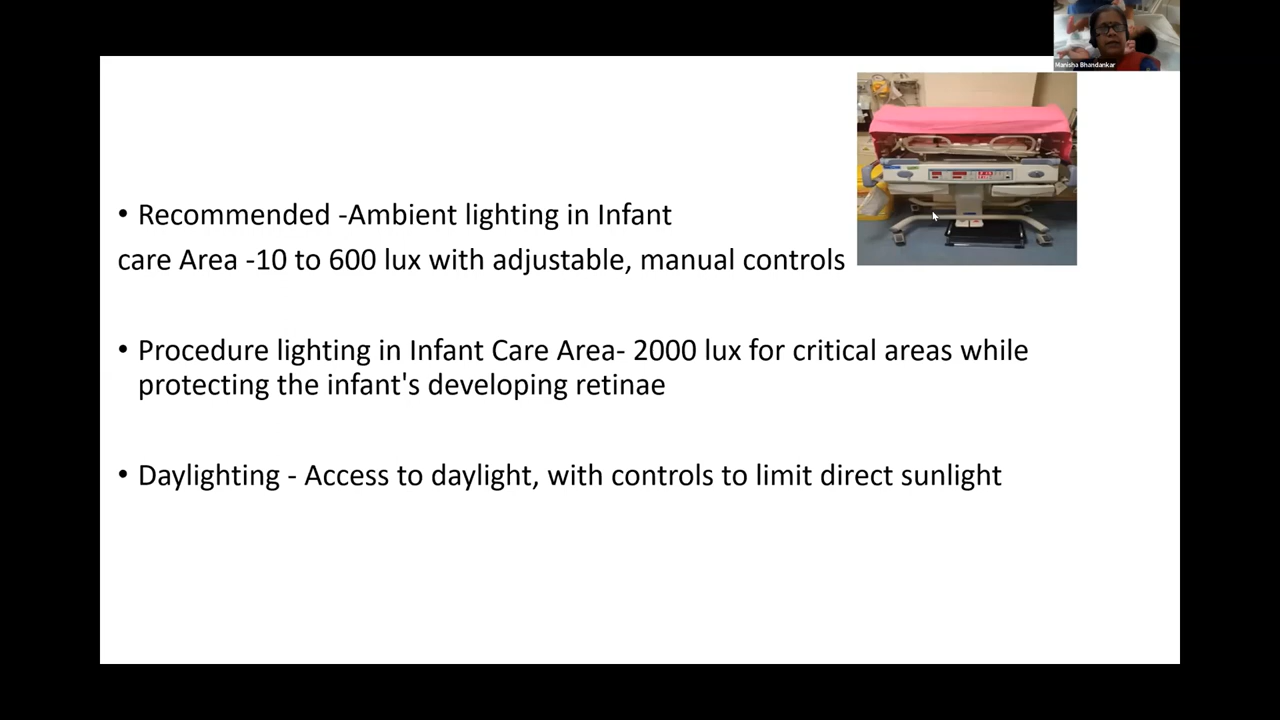 Manisha Bhandankar
• Recommended -Ambient lighting in Infant
care Area -10 to 600 lux with adjustable, manual controls
• Procedure lighting in Infant Care Area- 2000 lux for critical areas while
protecting the infant's developing retinae
• Daylighting - Access to daylight, with controls to limit direct sunlight